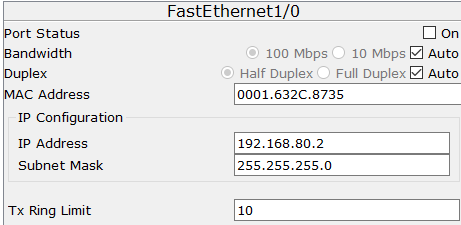 FastEthernet1/0
Port Status On
Bandwidth 100 Mbps 10 Mbps Auto
Duplex Half Duplex Full Duplex Auto
MAC Address 0001.632C.8735
IP Configuration
IP Address 192.168.80.2
Subnet Mask 255.255.255.0
Tx Ring Limit 10